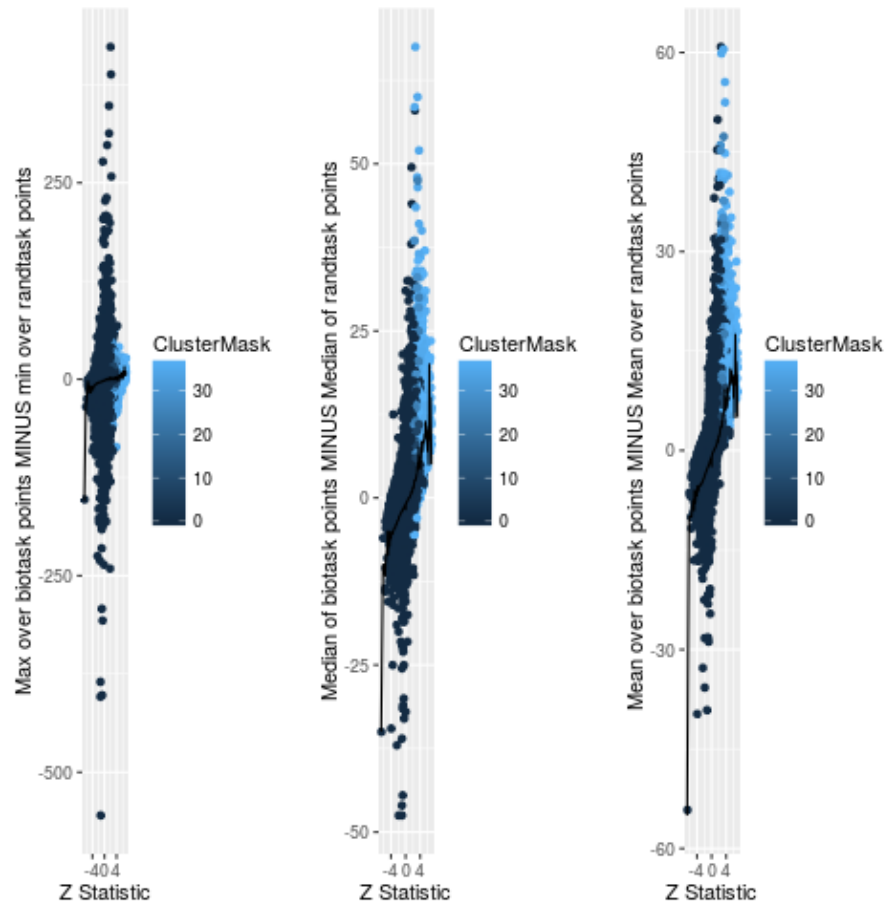 Max over biotask points MINUS min over randtask points
250
0
-250
-500
-4 0 4
Z Statistic
ClusterMask
30
20
10
0
Median of biotask points MINUS Median of randtask points
50
25
0
-25
-50
-4 0 4
Z Statistic
ClusterMask
30
20
10
0
Mean over biotask points MINUS Mean over randtask points
60
30
0
-30
-60
-4 0 4
Z Statistic
ClusterMask
30
20
10
0